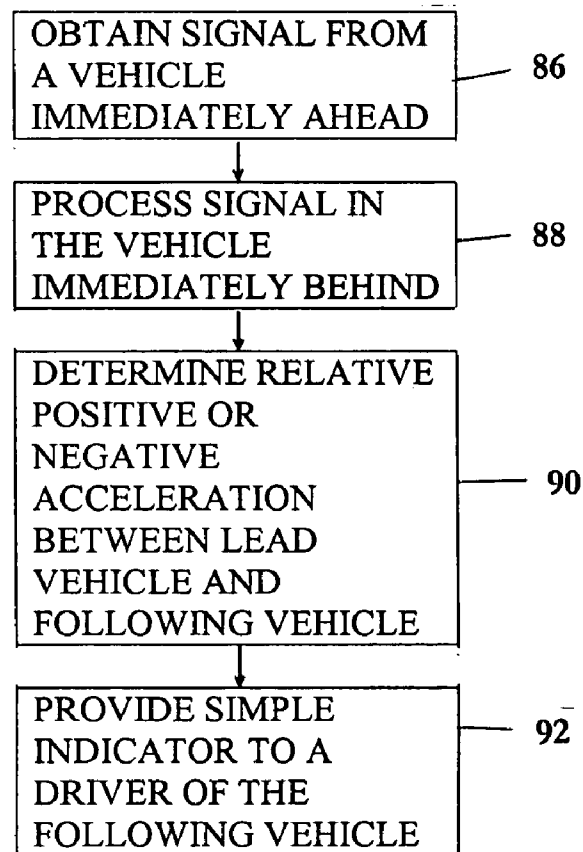 OBTAIN SIGNAL FROM
A VEHICLE
IMMEDIATELY AHEAD
86
PROCESS SIGNAL IN
THE VEHICLE
IMMEDIATELY BEHIND
88
DETERMINE RELATIVE
POSITIVE OR
NEGATIVE
ACCELERATION
BETWEEN LEAD
VEHICLE AND
FOLLOWING VEHICLE
90
PROVIDE SIMPLE
INDICATOR TO A
DRIVER OF THE
FOLLOWING VEHICLE
92